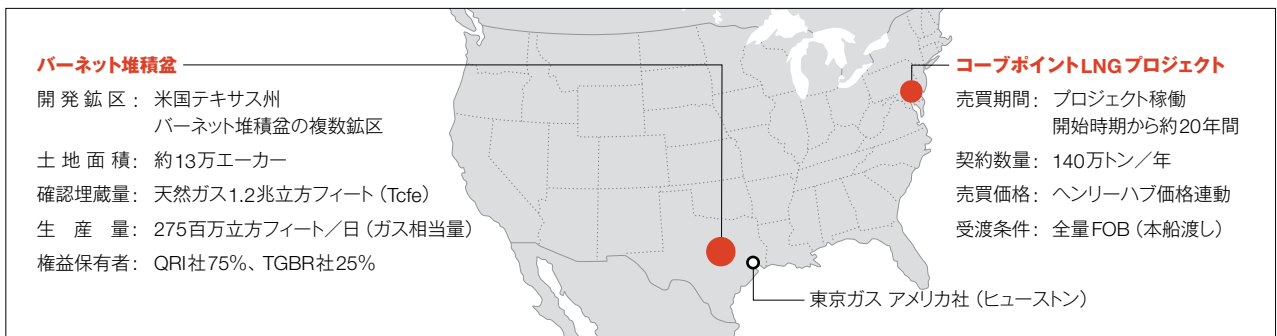 バーネット堆積盆
開発鉱区: 米国テキサス州
バーネット堆積盆の複数鉱区
土地面積: 約13万エーカー
確認埋蔵量: 天然ガス1.2兆立方フィート(Tcfe)
生産量: 275百万立方フィート/日(ガス相当量)
権益保有者: QRI社75%、TGBR社25%
コーブポイントLNGプロジェクト
売買期間: プロジェクト稼働
開始時期から約20年間
契約数量: 140万トン/年
売買価格: ヘンリーハブ価格連動
受渡条件: 全量FOB(本船渡し)
東京ガス アメリカ社(ヒューストン)